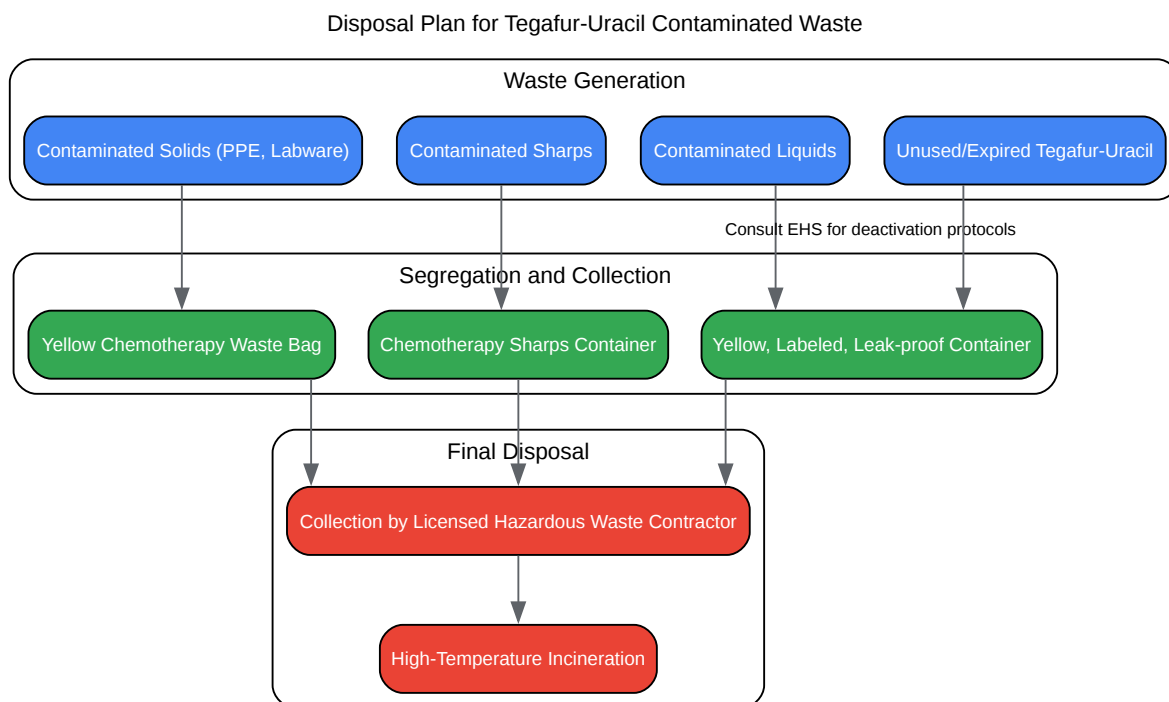 Disposal Plan for Tegafur-Uracil Contaminated Waste
Waste Generation
Contaminated Solids (PPE, Labware)
Contaminated Sharps
Contaminated Liquids
Unused/Expired Tegafur-Uracil
Consult EHS for deactivation protocols
Segregation and Collection
Yellow Chemotherapy Waste Bag
Chemotherapy Sharps Container
Yellow, Labeled, Leak-proof Container
Final Disposal
Collection by Licensed Hazardous Waste Contractor
High-Temperature Incineration